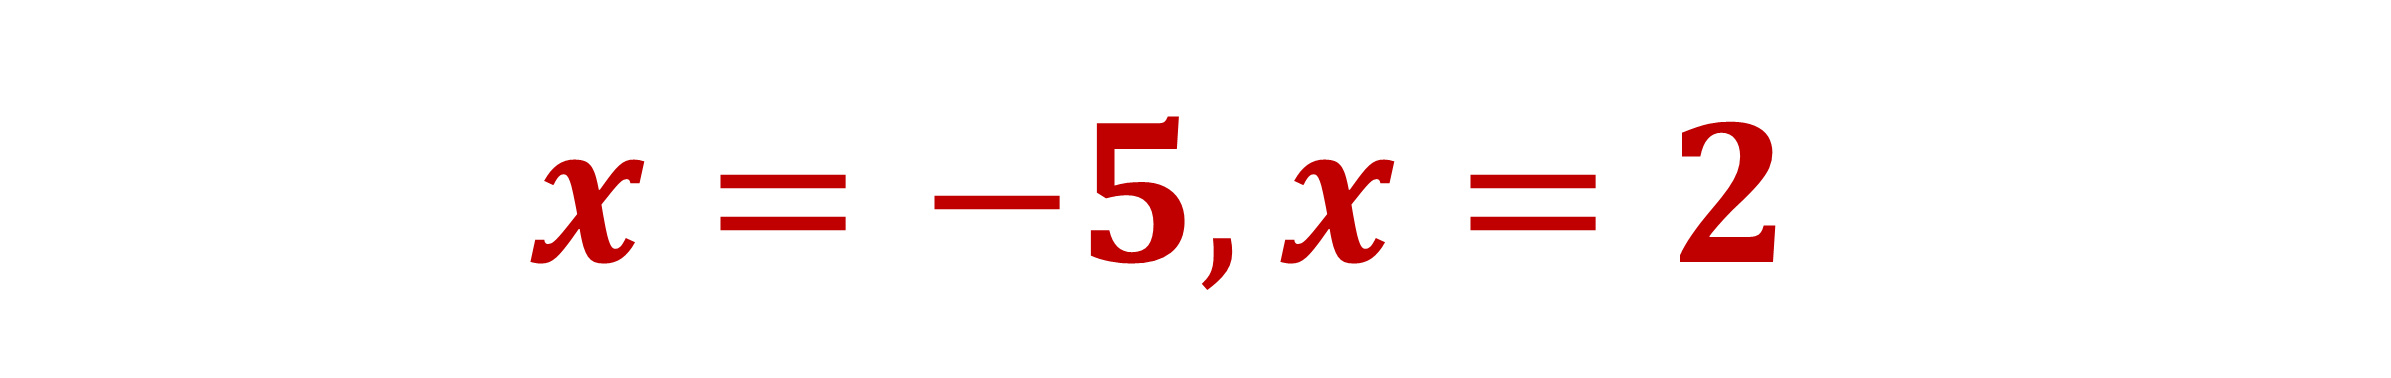 x = −5, x = 2